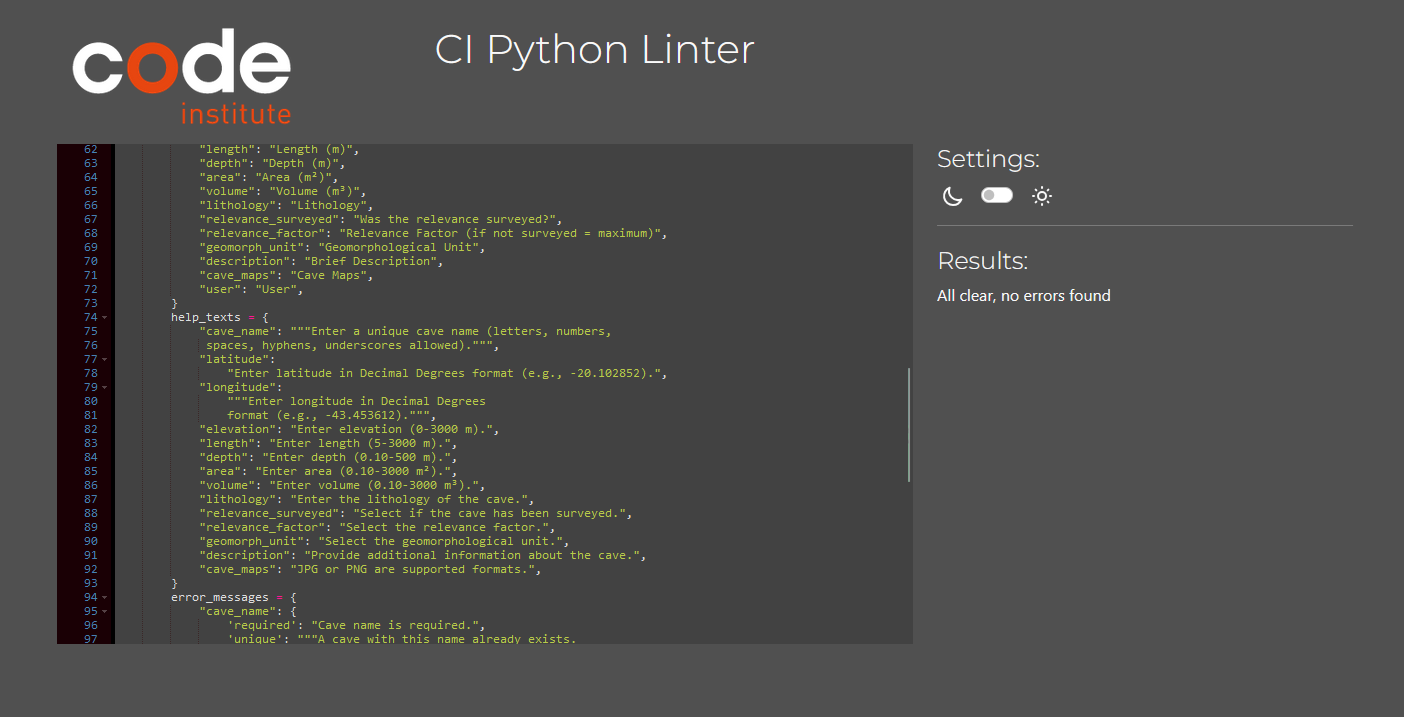 code
institute
CI Python Linter
62 "length": "Length (m)",
63 "depth": "Depth (m)",
64 "area": "Area (m²)",
65 "volume": "Volume (m³)",
66 "lithology": "Lithology",
67 "relevance_surveyed": "Was the relevance surveyed?",
68 "relevance_factor": "Relevance Factor (if not surveyed = maximum)",
69 "geomorph_unit": "Geomorphological Unit",
70 "description": "Brief Description",
71 "cave_maps": "Cave Maps",
72 "user": "User",
73 }
74 help_texts = {
75 "cave_name": """Enter a unique cave name (letters, numbers,
76 spaces, hyphens, underscores allowed).""",
77 "latitude":
78 "Enter latitude in Decimal Degrees format (e.g., -20.102852).",
79 "longitude":
80 """Enter longitude in Decimal Degrees
81 format (e.g., -43.453612).""",
82 "elevation": "Enter elevation (0-3000 m).",
83 "length": "Enter length (5-3000 m).",
84 "depth": "Enter depth (0.10-500 m).",
85 "area": "Enter area (0.10-3000 m²).",
86 "volume": "Enter volume (0.10-3000 m³).",
87 "lithology": "Enter the lithology of the cave.",
88 "relevance_surveyed": "Select if the cave has been surveyed.",
89 "relevance_factor": "Select the relevance factor.",
90 "geomorph_unit": "Select the geomorphological unit.",
91 "description": "Provide additional information about the cave.",
92 "cave_maps": "JPG or PNG are supported formats.",
93 }
94 error_messages = {
95 "cave_name": {
96 'required': "Cave name is required.",
97 'unique': """A cave with this name already exists.
Settings:
Results:
All clear, no errors found